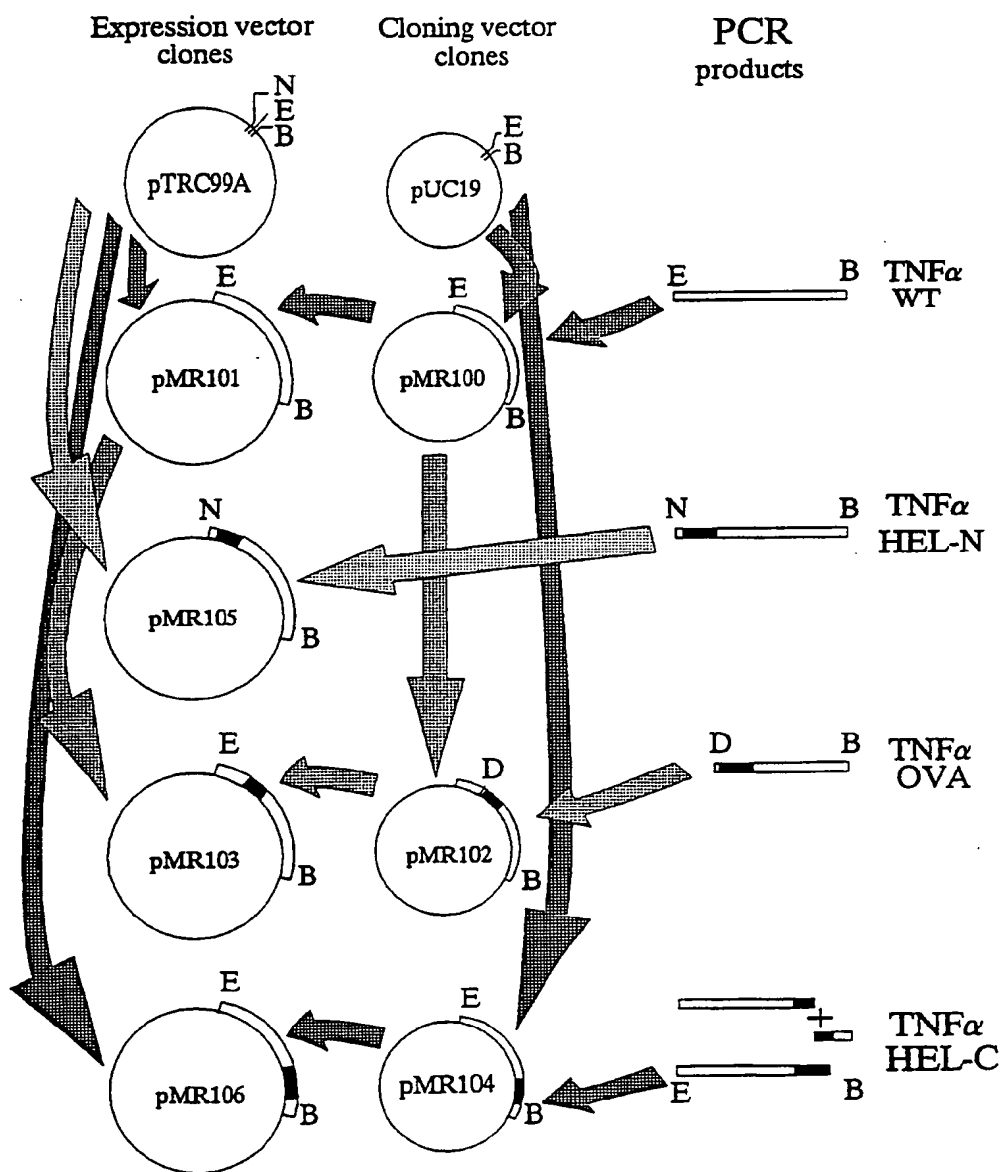 Expression vector
clones
Cloning vector
clones
PCR
products
N
E
B
pTRC99A
E
B
pUC19
E
B
pMR101
E
B
pMR100
E
B
TNFα
WT
N
B
pMR105
N
B
TNFα
HEL-N
E
B
pMR103
D
B
pMR102
D
B
TNFα
OVA
E
B
pMR106
E
B
pMR104
+
E
B
TNFα
HEL-C